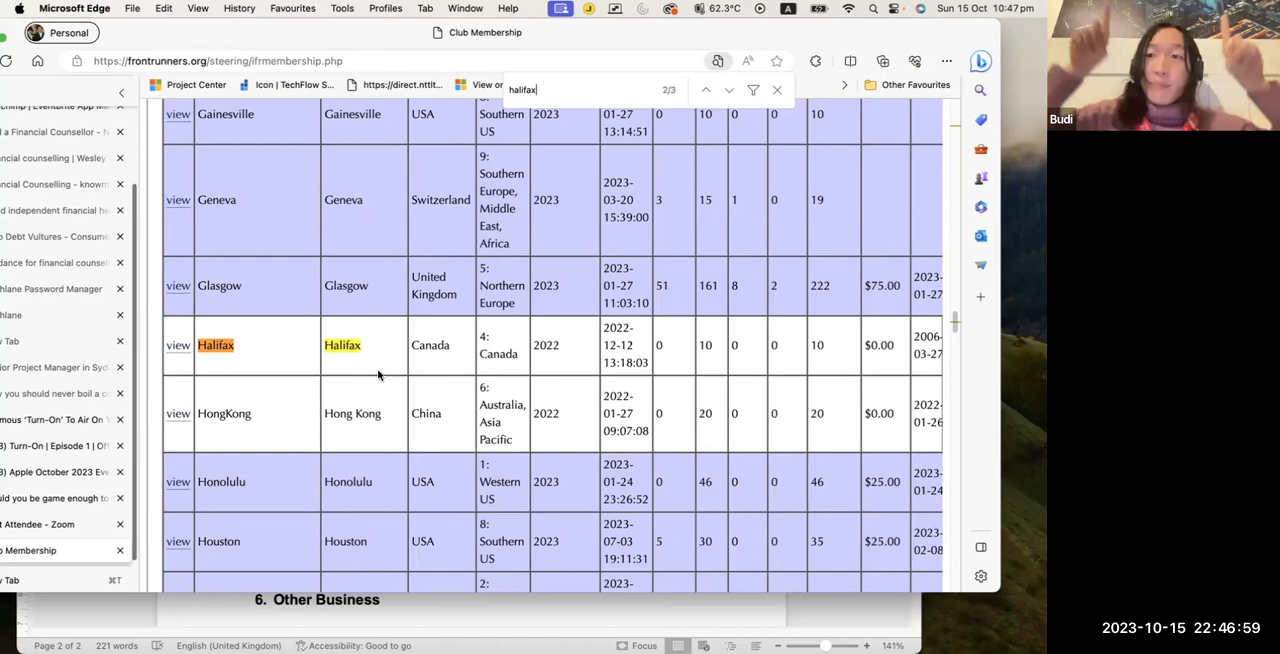 Microsoft Edge File Edit View History Favourites Tools Profiles Tab Window Help J A 62.3°C Sun 15 Oct 10:47 pm
Personal Club Membership
https://frontrunners.org/steering/ifrmembership.php
Project Center Icon | TechFlow S... https://direct.nttlt... View or Other Favourites
halifax 2/3
himp | Eventbrite App Ma
d a Financial Counsellor - N
ancial counselling | Wesley
ancial Counselling - knowm
d independent financial he
o Debt Vultures - Consume
dance for financial counsel
hlane Password Manager
hlane
w Tab
ior Project Manager in Syd
y you should never boil a c
mous 'Turn-On' To Air On
3) Turn-On | Episode 1 | Of
3) Apple October 2023 Eve
uld you be game enough to
t Attendee - Zoom
b Membership
w Tab ⌘T
view Gainesville Gainesville USA 8: Southern US 2023 01-27 13:14:51 0 10 0 0 10
view Geneva Geneva Switzerland 9: Southern Europe, Middle East, Africa 2023 2023-03-20 15:39:00 3 15 1 0 19
view Glasgow Glasgow United Kingdom 5: Northern Europe 2023 2023-01-27 11:03:10 51 161 8 2 222 $75.00 2023-01-27
view Halifax Halifax Canada 4: Canada 2022 2022-12-12 13:18:03 0 10 0 0 10 $0.00 2006-03-27
view HongKong Hong Kong China 6: Australia, Asia Pacific 2022 2022-01-27 09:07:08 0 20 0 0 20 $0.00 2022-01-26
view Honolulu Honolulu USA 1: Western US 2023 2023-01-24 23:26:52 0 46 0 0 46 $25.00 2023-01-24
view Houston Houston USA 8: Southern US 2023 2023-07-03 19:11:31 5 30 0 0 35 $25.00 2023-02-08
2: 2023-
6. Other Business
Page 2 of 2 221 words English (United Kingdom) Accessibility: Good to go Focus 141%
Budi
2023-10-15 22:46:59